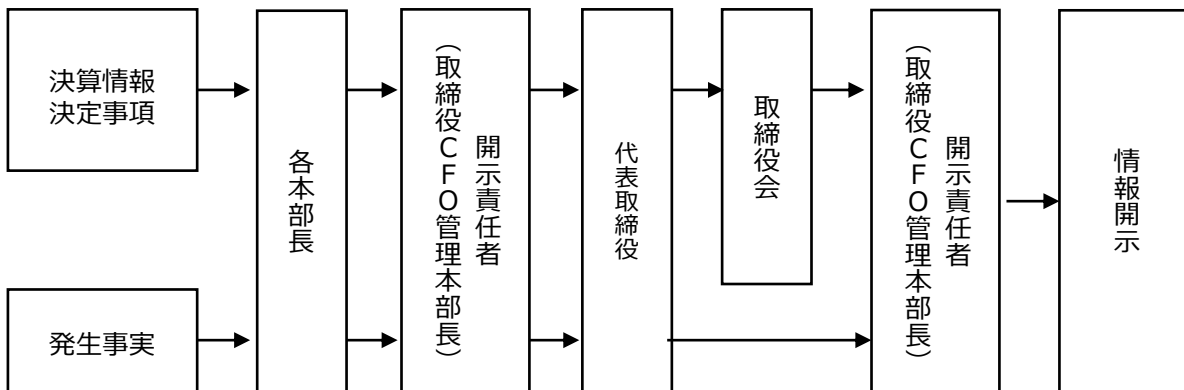 決算情報
決定事項
発生事実
各本部長
開示責任者
（取締役CFO管理本部長）
代表取締役
取締役会
開示責任者
（取締役CFO管理本部長）
情報開示